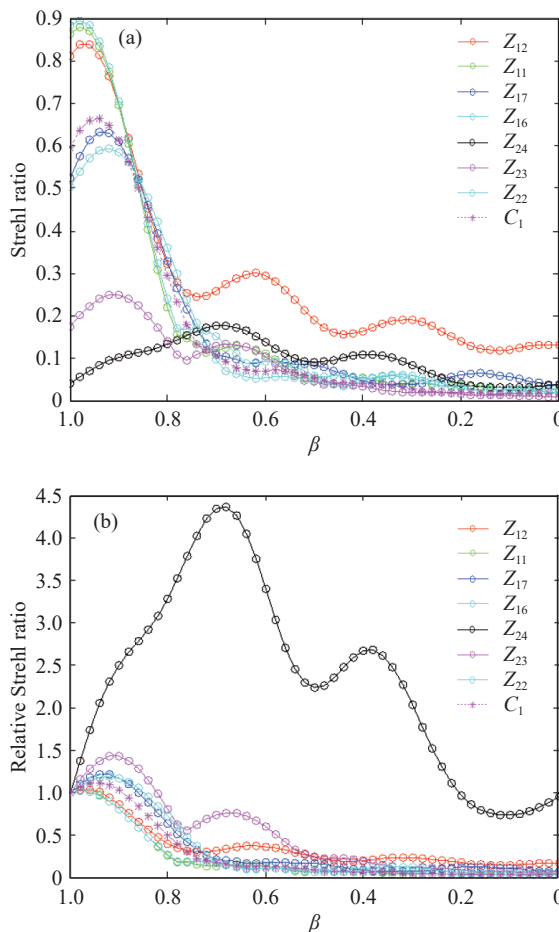 (a)
Strehl ratio
0.9
0.8
0.7
0.6
0.5
0.4
0.3
0.2
0.1
0
1.0 0.8 0.6 0.4 0.2 0
β
Z₁₂
Z₁₁
Z₁₇
Z₁₆
Z₂₄
Z₂₃
Z₂₂
C₁
(b)
Relative Strehl ratio
4.5
4.0
3.5
3.0
2.5
2.0
1.5
1.0
0.5
0
1.0 0.8 0.6 0.4 0.2 0
β
Z₁₂
Z₁₁
Z₁₇
Z₁₆
Z₂₄
Z₂₃
Z₂₂
C₁